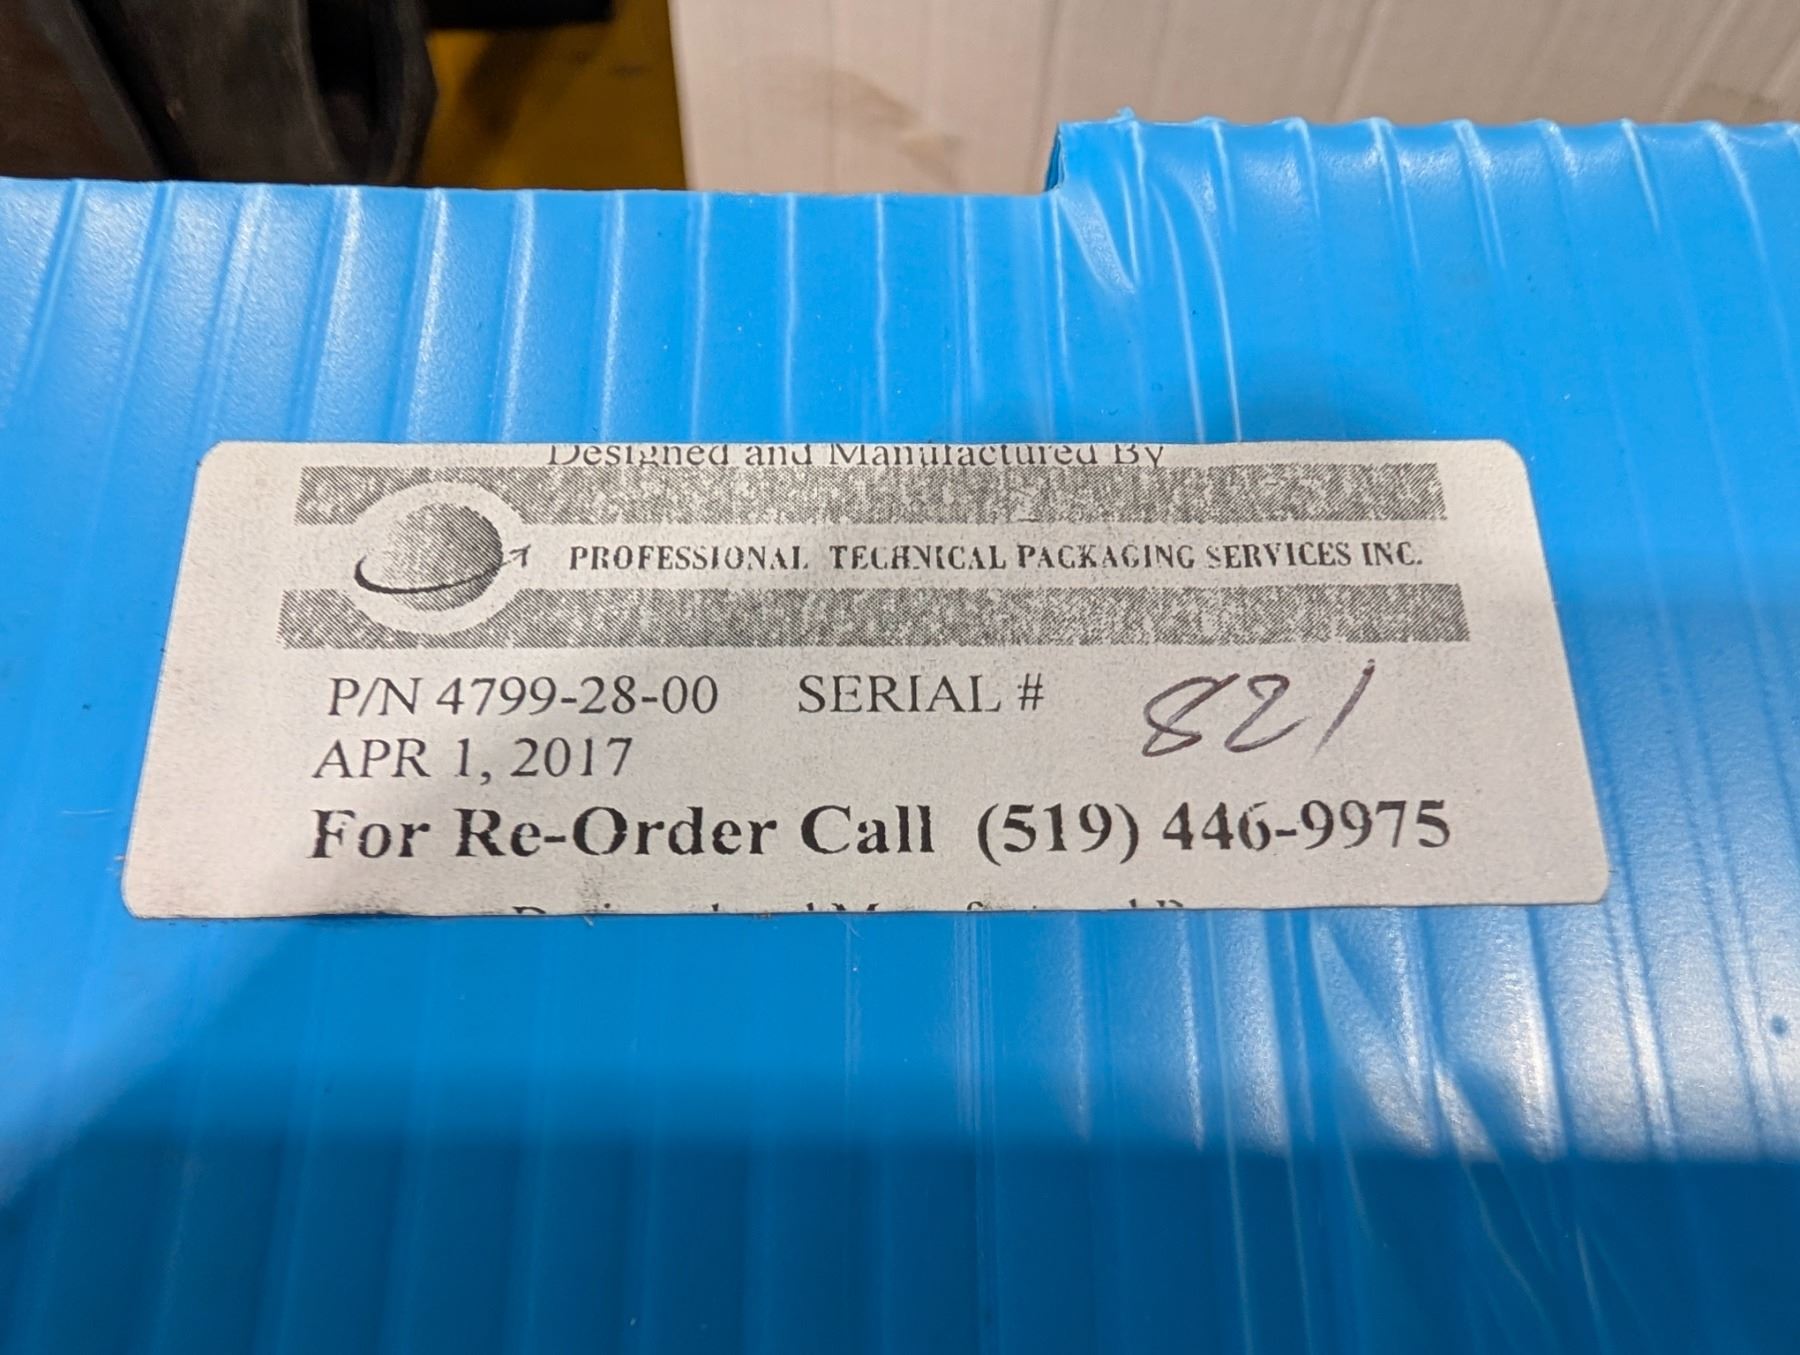 Designed and Manufactured By
PROFESSIONAL TECHNICAL PACKAGING SERVICES INC.
P/N 4799-28-00 SERIAL # 821
APR 1, 2017
For Re-Order Call (519) 446-9975